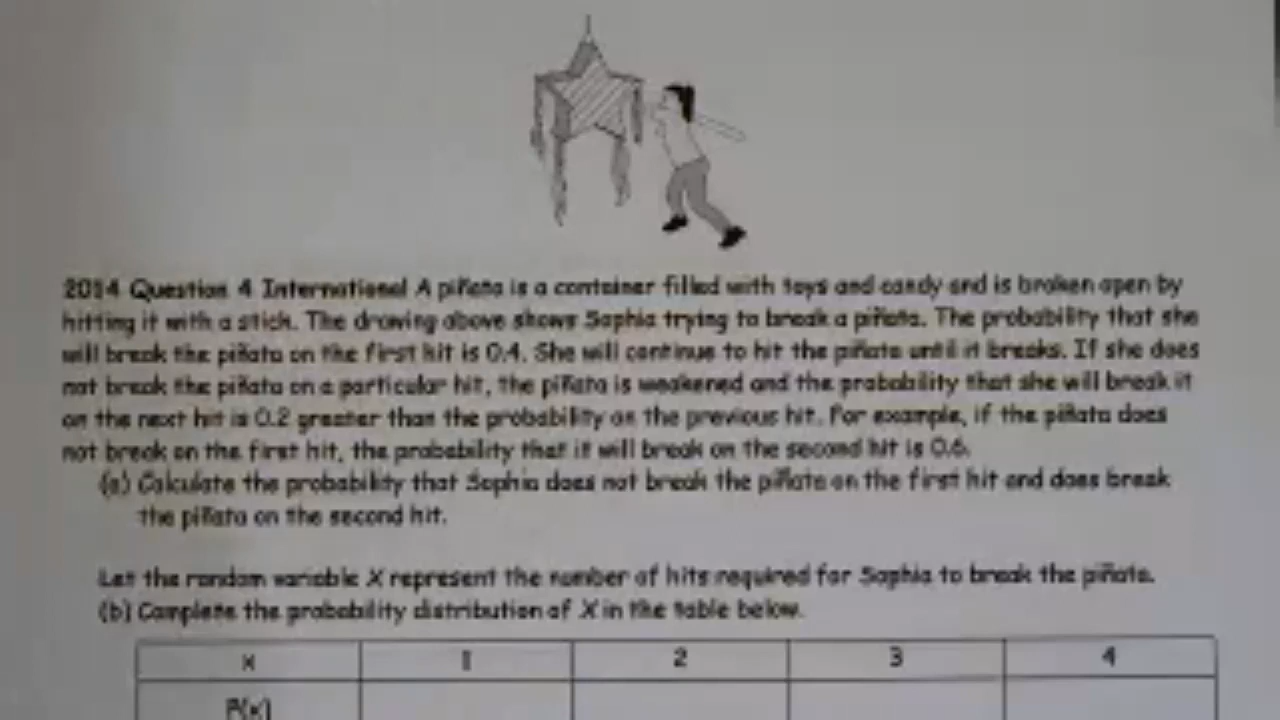 2014 Question 4 International A piñata is a container filled with toys and candy and is broken open by
hitting it with a stick. The drawing above shows Sophia trying to break a piñata. The probability that she
will break the piñata on the first hit is 0.4. She will continue to hit the piñata until it breaks. If she does
not break the piñata on a particular hit, the piñata is weakened and the probability that she will break it
on the next hit is 0.2 greater than the probability on the previous hit. For example, if the piñata does
not break on the first hit, the probability that it will break on the second hit is 0.6.
(a) Calculate the probability that Sophia does not break the piñata on the first hit and does break
the piñata on the second hit.
Let the random variable X represent the number of hits required for Sophia to break the piñata.
(b) Complete the probability distribution of X in the table below.
x 1 2 3 4
P(x)